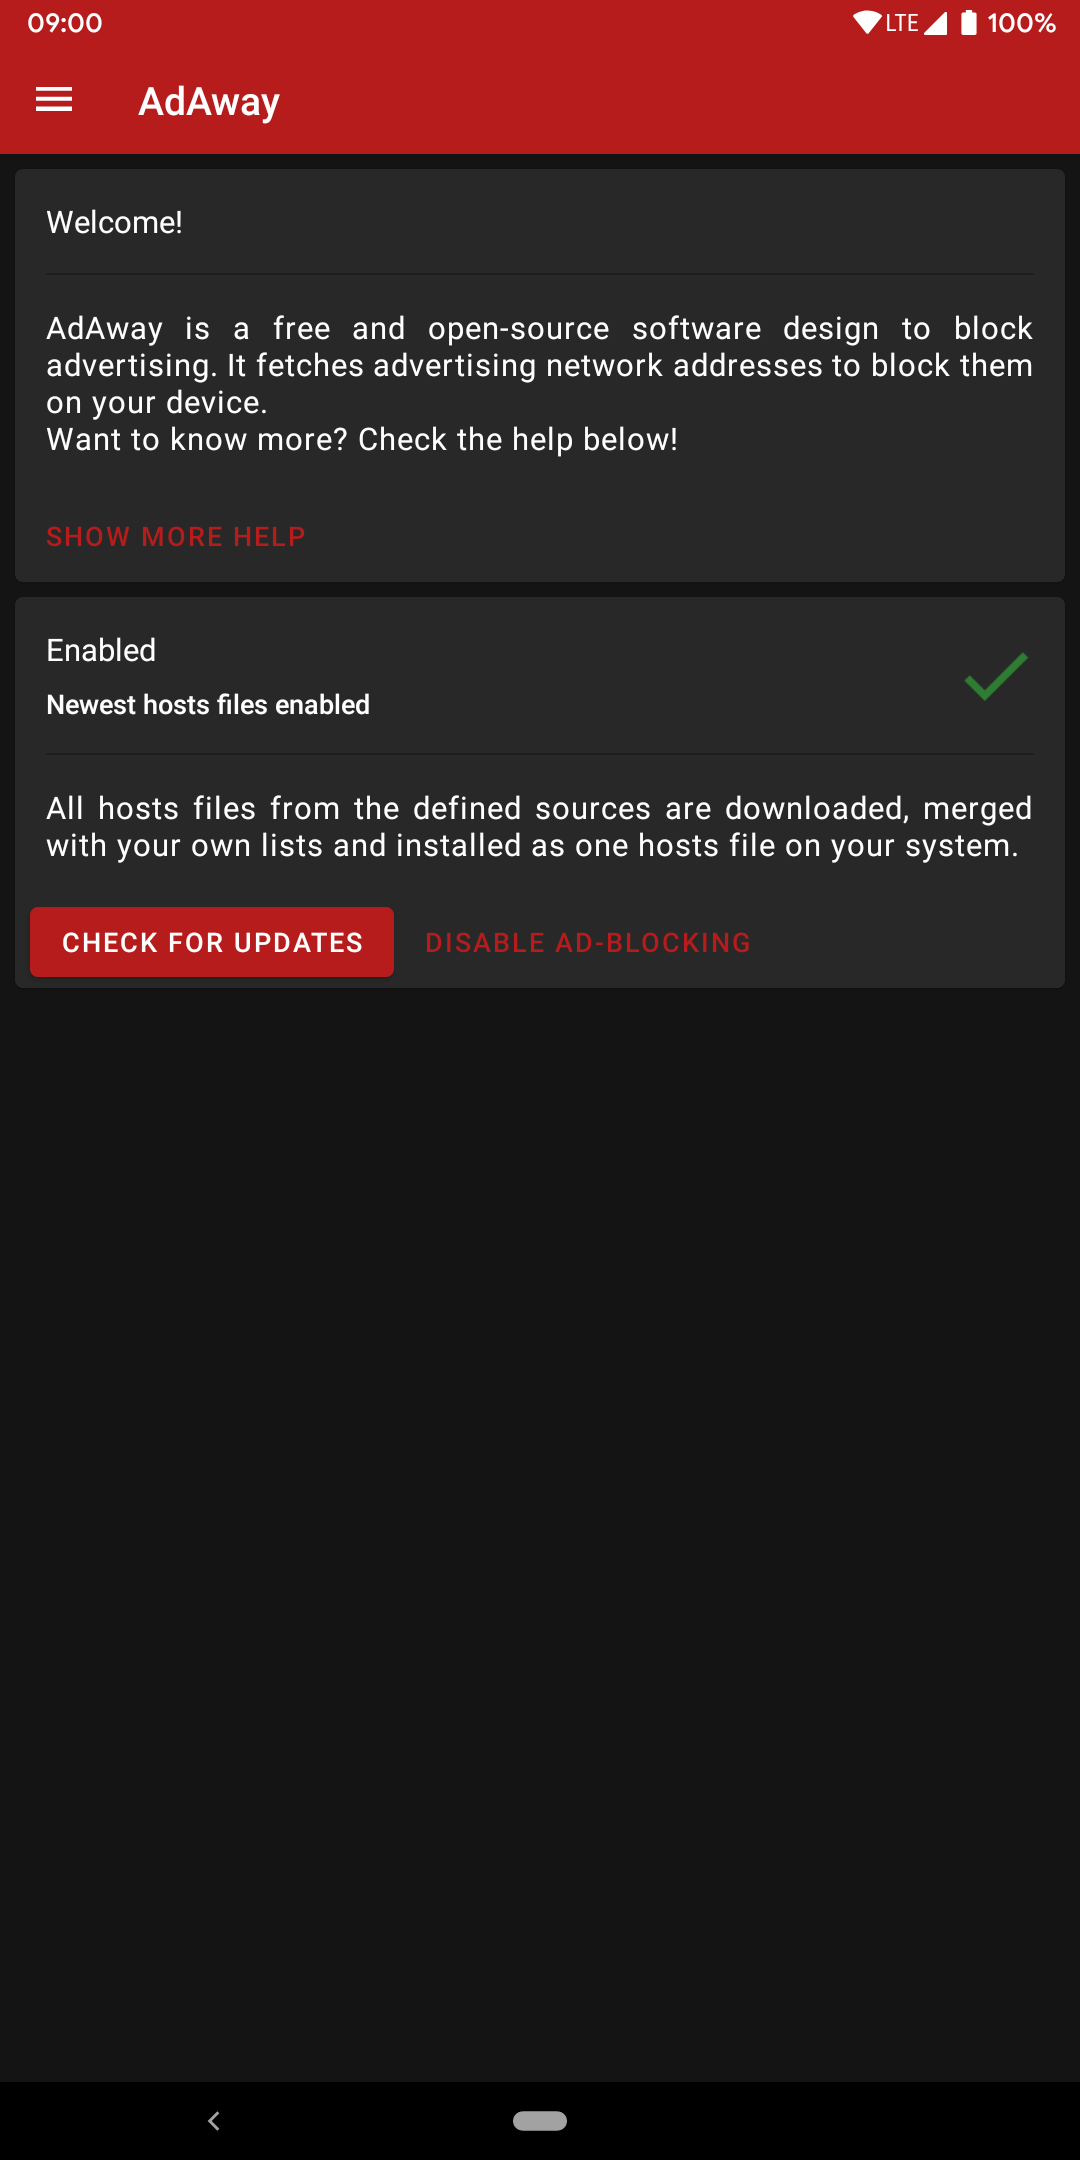 09:00
LTE 100%
AdAway
Welcome!
AdAway is a free and open-source software design to block
advertising. It fetches advertising network addresses to block them
on your device.
Want to know more? Check the help below!
SHOW MORE HELP
Enabled
Newest hosts files enabled
All hosts files from the defined sources are downloaded, merged
with your own lists and installed as one hosts file on your system.
CHECK FOR UPDATES
DISABLE AD-BLOCKING